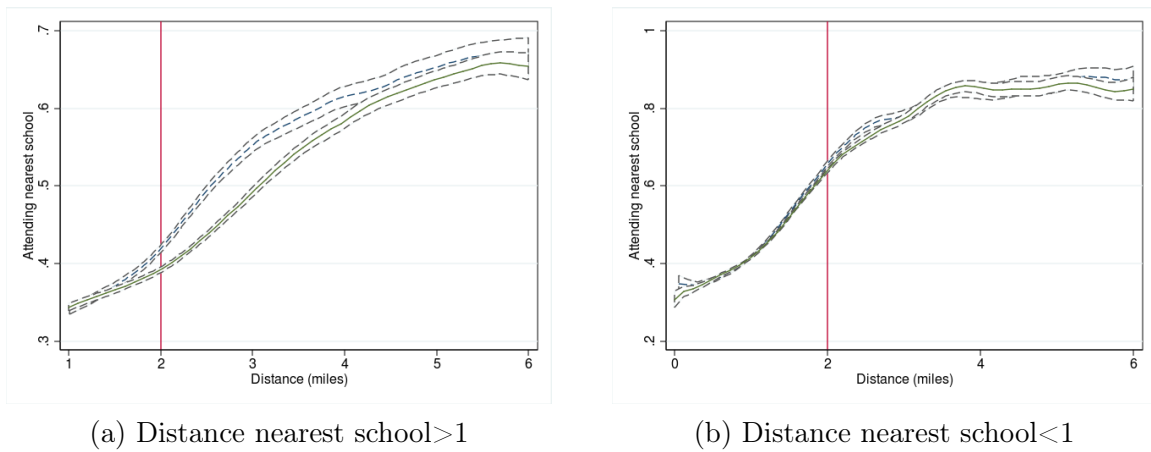 Attending nearest school
.7
.6
.5
.4
.3
1 2 3 4 5 6
Distance (miles)
(a) Distance nearest school>1
Attending nearest school
1
.8
.6
.4
.2
0 2 4 6
Distance (miles)
(b) Distance nearest school<1